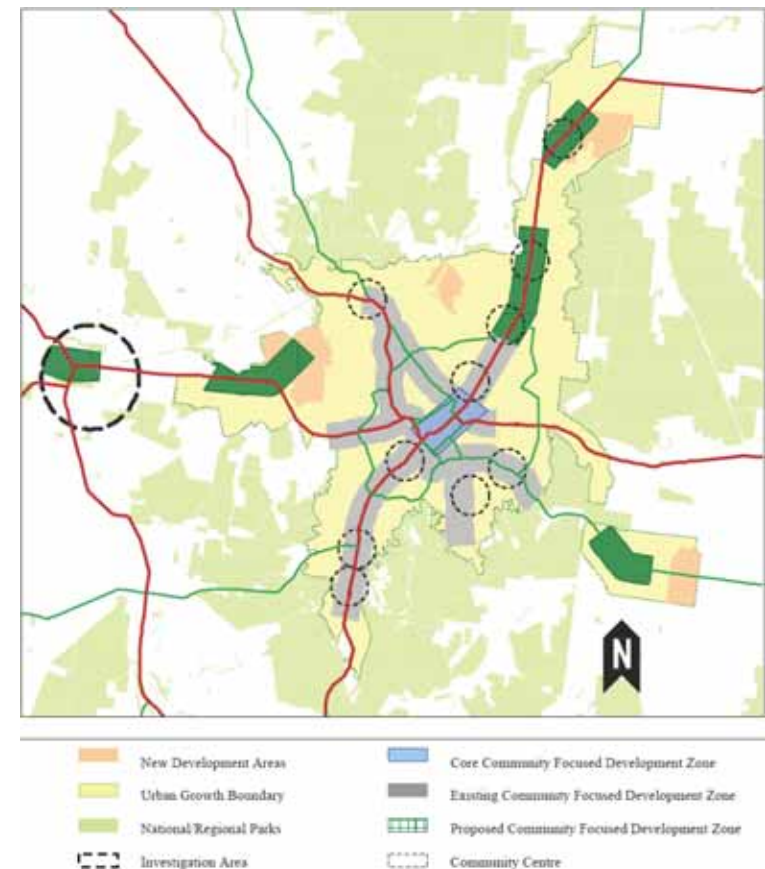 N
New Development Areas
Core Community Focused Development Zone
Urban Growth Boundary
Existing Community Focused Development Zone
National/Regional Parks
Proposed Community Focused Development Zone
Investigation Area
Community Centre